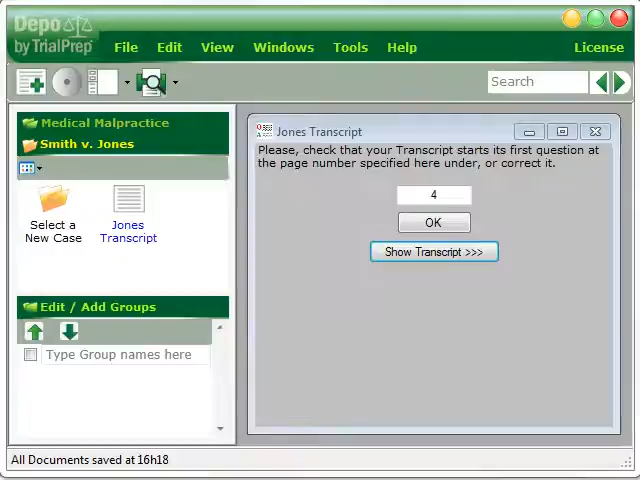 Depo
by TrialPrep
File Edit View Windows Tools Help License
Search
Medical Malpractice
Smith v. Jones
Select a
New Case
Jones
Transcript
Edit / Add Groups
Type Group names here
Jones Transcript
Please, check that your Transcript starts its first question at
the page number specified here under, or correct it.
4
OK
Show Transcript >>>
All Documents saved at 16h18